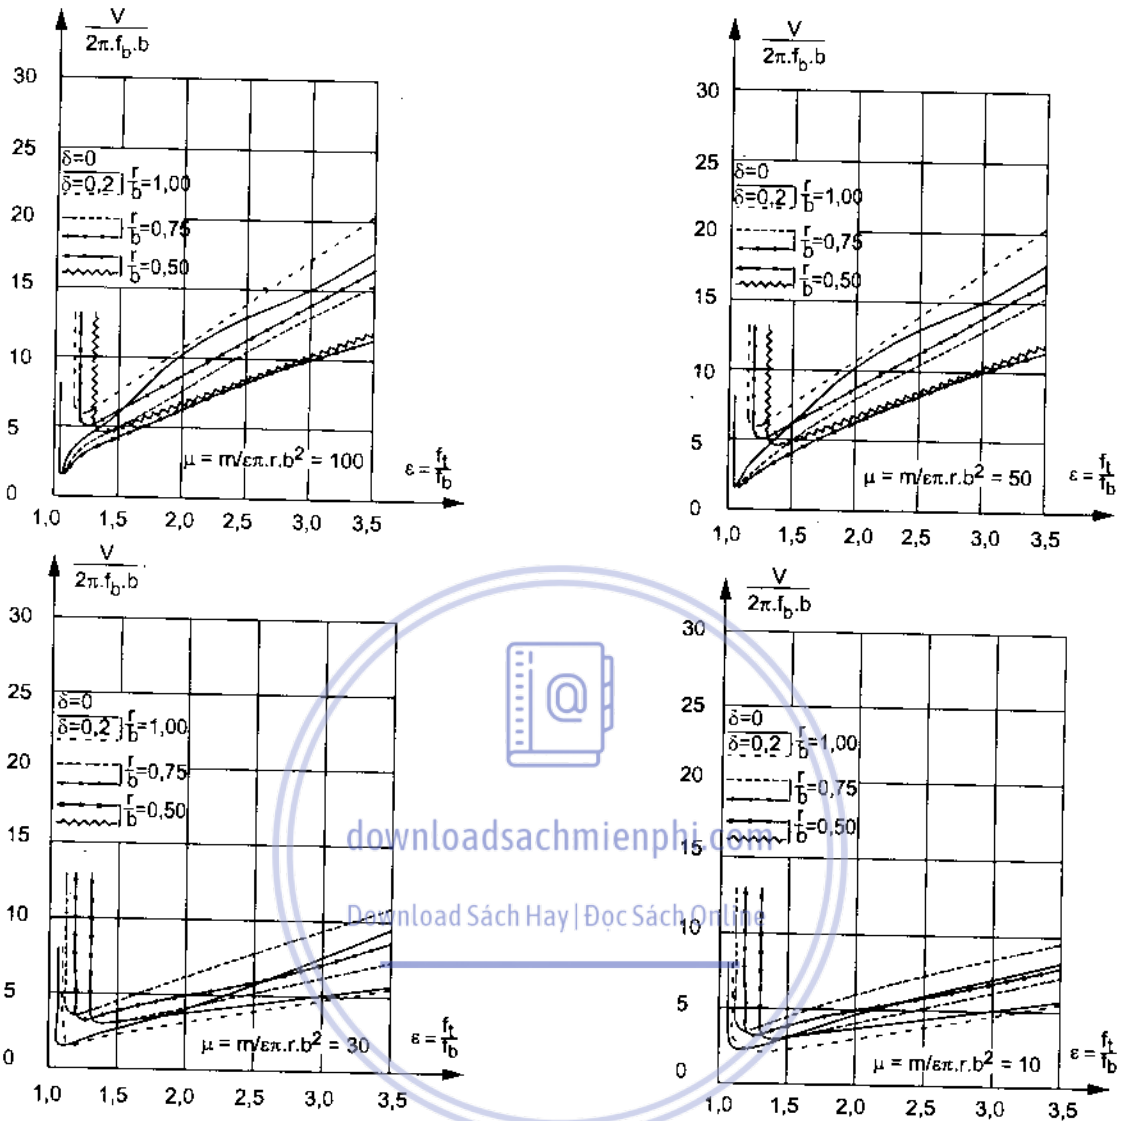 V
2π.f_b.b
30
25
20
15
10
5
0
δ=0
δ=0,2 r/b=1,00
r/b=0,75
r/b=0,50
μ = m/επ.r.b² = 100
ε = f_t/f_b
1,0 1,5 2,0 2,5 3,0 3,5
V
2π.f_b.b
30
25
20
15
10
5
0
δ=0
δ=0,2 r/b=1,00
r/b=0,75
r/b=0,50
μ = m/επ.r.b² = 50
ε = f_t/f_b
1,0 1,5 2,0 2,5 3,0 3,5
V
2π.f_b.b
30
25
20
15
10
5
0
δ=0
δ=0,2 r/b=1,00
r/b=0,75
r/b=0,50
μ = m/επ.r.b² = 30
ε = f_t/f_b
1,0 1,5 2,0 2,5 3,0 3,5
V
2π.f_b.b
30
25
20
15
10
5
0
δ=0
δ=0,2 r/b=1,00
r/b=0,75
r/b=0,50
μ = m/επ.r.b² = 10
ε = f_t/f_b
1,0 1,5 2,0 2,5 3,0 3,5
@
downloadsachmienphi.com
Download Sách Hay | Đọc Sách Online